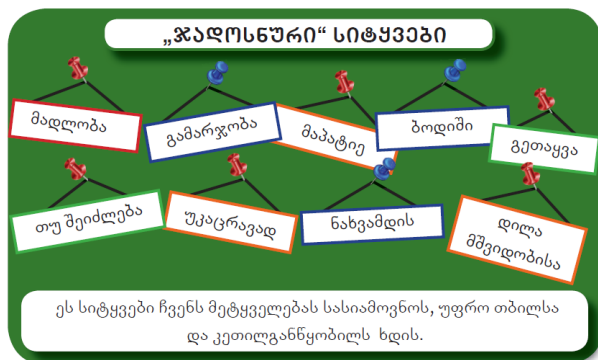 „ჯადოსნური“ სიტყვები
მადლობა
გამარჯობა
მაპატიე
ბოდიში
გეთაყვა
თუ შეიძლება
უკაცრავად
ნახვამდის
დილა
მშვიდობისა
ეს სიტყვები ჩვენს მეტყველებას სასიამოვნოს, უფრო თბილსა
და კეთილგანწყობილს ხდის.